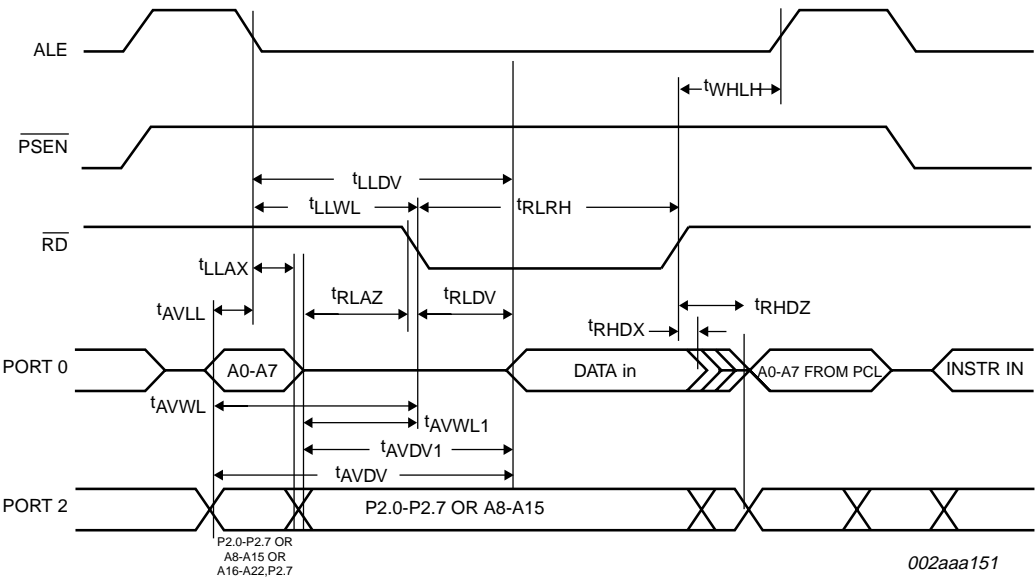 ALE
tWHLH
PSEN
tLLDV
tLLWL
tRLRH
RD
tLLAX
tRLAZ
tRLDV
tRHDZ
tAVLL
tRHDX
PORT 0
A0-A7
DATA in
A0-A7 FROM PCL
INSTR IN
tAVWL
tAVWL1
tAVDV1
tAVDV
PORT 2
P2.0-P2.7 OR A8-A15
P2.0-P2.7 OR
A8-A15 OR
A16-A22,P2.7
002aaa151